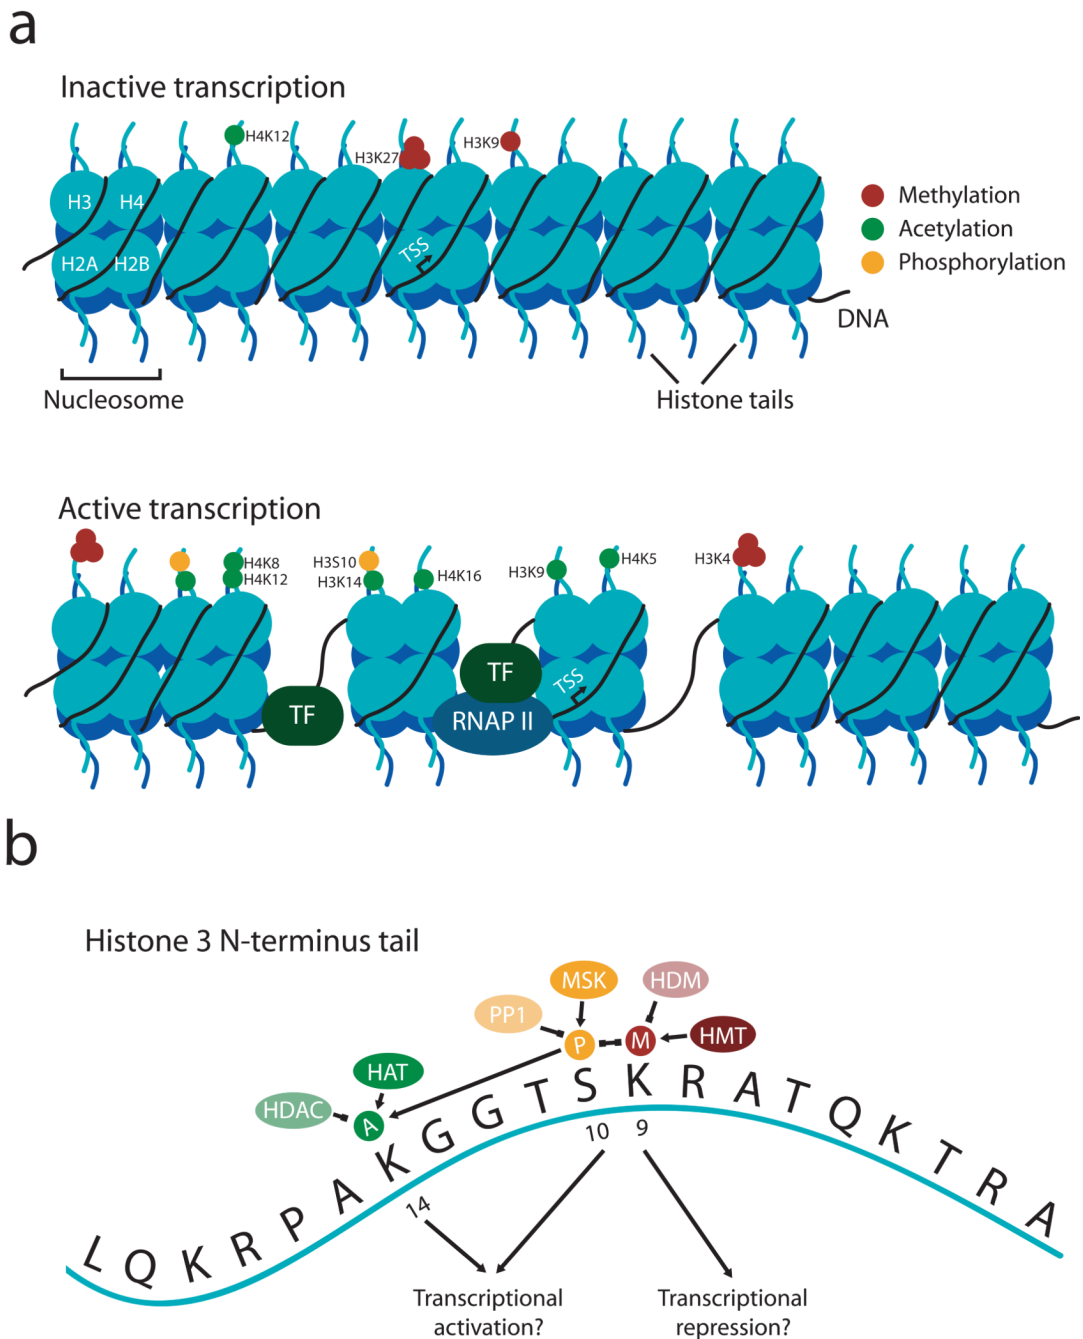 a
Inactive transcription
H4K12
H3K27
H3K9
H3 H4
H2A H2B
TSS
Methylation
Acetylation
Phosphorylation
DNA
Nucleosome
Histone tails
Active transcription
H4K8
H4K12
H3S10
H3K14
H4K16
H3K9
H4K5
H3K4
TF
TF
RNAP II
TSS
b
Histone 3 N-terminus tail
MSK
HDM
PP1
HMT
P
M
HAT
HDAC
A
L Q K R P A K G G T S K R A T Q K T R A
14
10
9
Transcriptional
activation?
Transcriptional
repression?